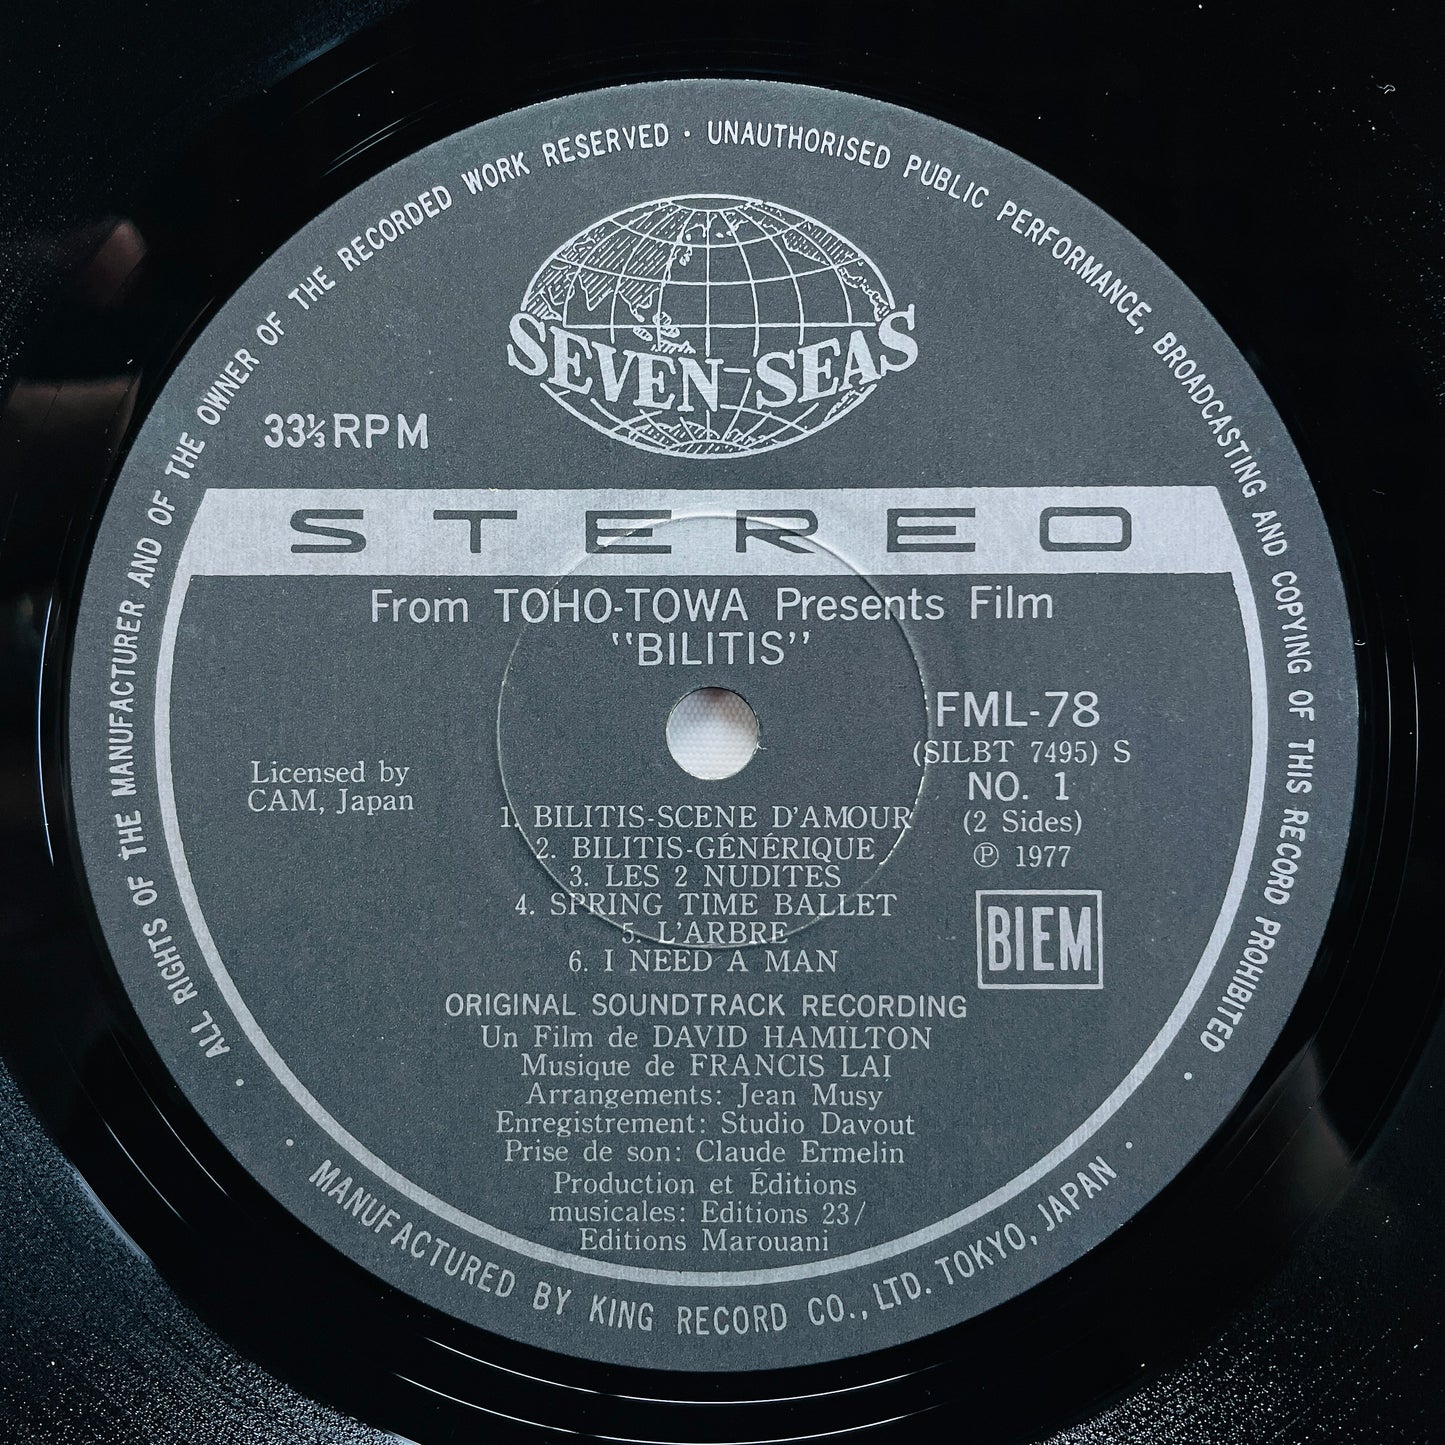 ALL RIGHTS OF THE MANUFACTURER AND OF THE OWNER OF THE RECORDED WORK RESERVED · UNAUTHORISED PUBLIC PERFORMANCE, BROADCASTING AND COPYING OF THIS RECORD PROHIBITED
SEVEN SEAS
33⅓ RPM
STEREO
From TOHO-TOWA Presents Film
"BILITIS"
FML-78
(SILBT 7495) S
NO. 1
(2 Sides)
Ⓟ 1977
BIEM
Licensed by
CAM, Japan
1. BILITIS-SCENE D'AMOUR
2. BILITIS-GÉNÉRIQUE
3. LES 2 NUDITES
4. SPRING TIME BALLET
5. L'ARBRE
6. I NEED A MAN
ORIGINAL SOUNDTRACK RECORDING
Un Film de DAVID HAMILTON
Musique de FRANCIS LAI
Arrangements: Jean Musy
Enregistrement: Studio Davout
Prise de son: Claude Ermelin
Production et Éditions
musicales: Editions 23/
Editions Marouani
· MANUFACTURED BY KING RECORD CO., LTD. TOKYO, JAPAN ·